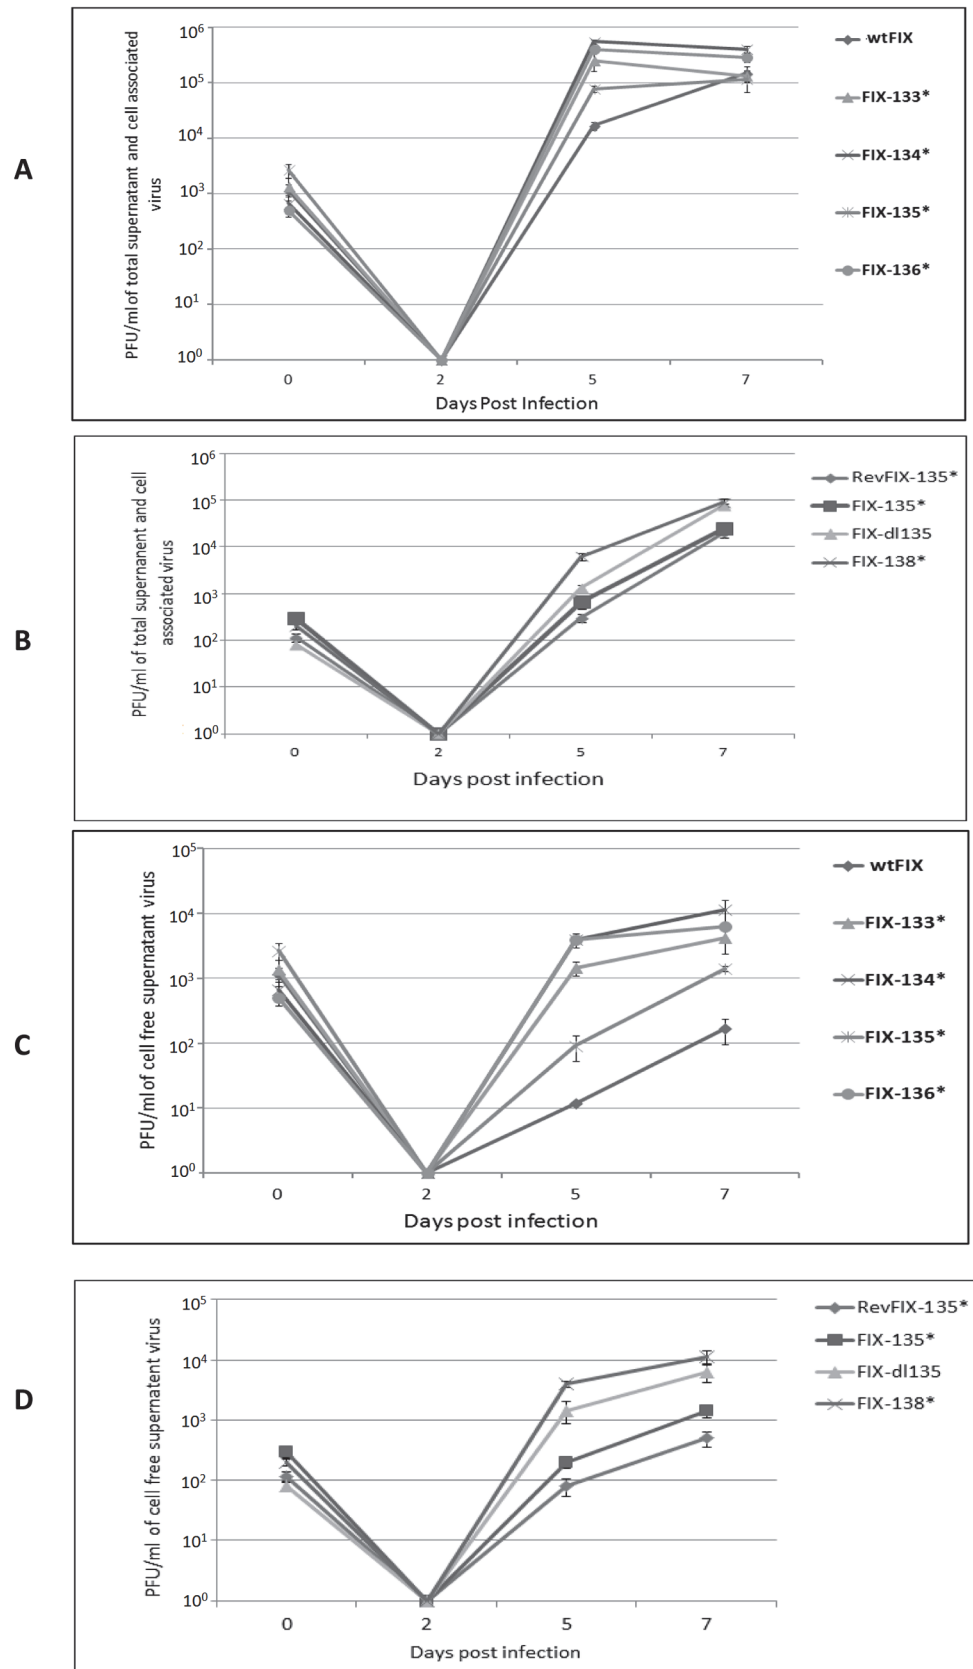 A
PFU/ml of total supernatant and cell associated
virus
10⁶
10⁵
10⁴
10³
10²
10¹
10⁰
0 2 5 7
Days Post Infection
wtFIX
FIX-133*
FIX-134*
FIX-135*
FIX-136*
B
PFU/ml of total supernanent and cell
associated virus
10⁶
10⁵
10⁴
10³
10²
10¹
10⁰
0 2 5 7
Days post infection
RevFIX-135*
FIX-135*
FIX-dl135
FIX-138*
C
PFU/ml of cell free supernatant virus
10⁵
10⁴
10³
10²
10¹
10⁰
0 2 5 7
Days post infection
wtFIX
FIX-133*
FIX-134*
FIX-135*
FIX-136*
D
PFU/ml of cell free supernatent virus
10⁵
10⁴
10³
10²
10¹
10⁰
0 2 5 7
Days post infection
RevFIX-135*
FIX-135*
FIX-dl135
FIX-138*